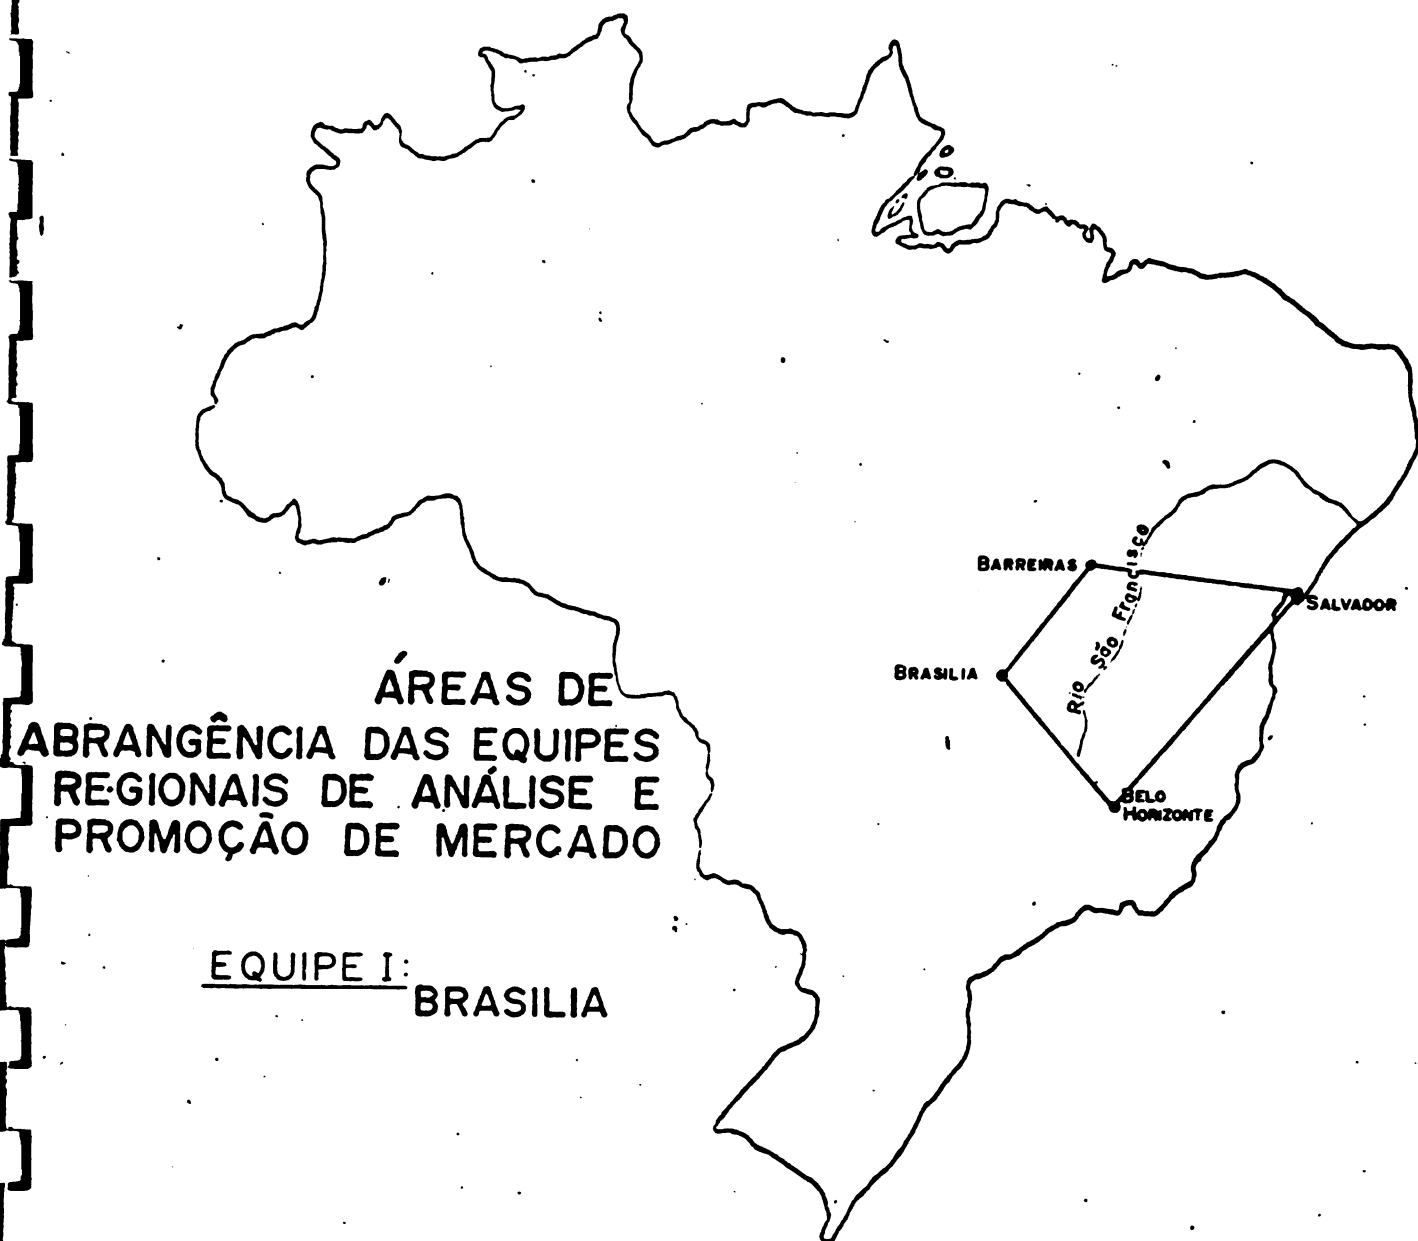 ÁREAS DE
ABRANGÊNCIA DAS EQUIPES
REGIONAIS DE ANÁLISE E
PROMOÇÃO DE MERCADO
EQUIPE I:
BRASILIA
BARREIRAS
SALVADOR
BRASILIA
Rio São Francisco
BELO
HORIZONTE